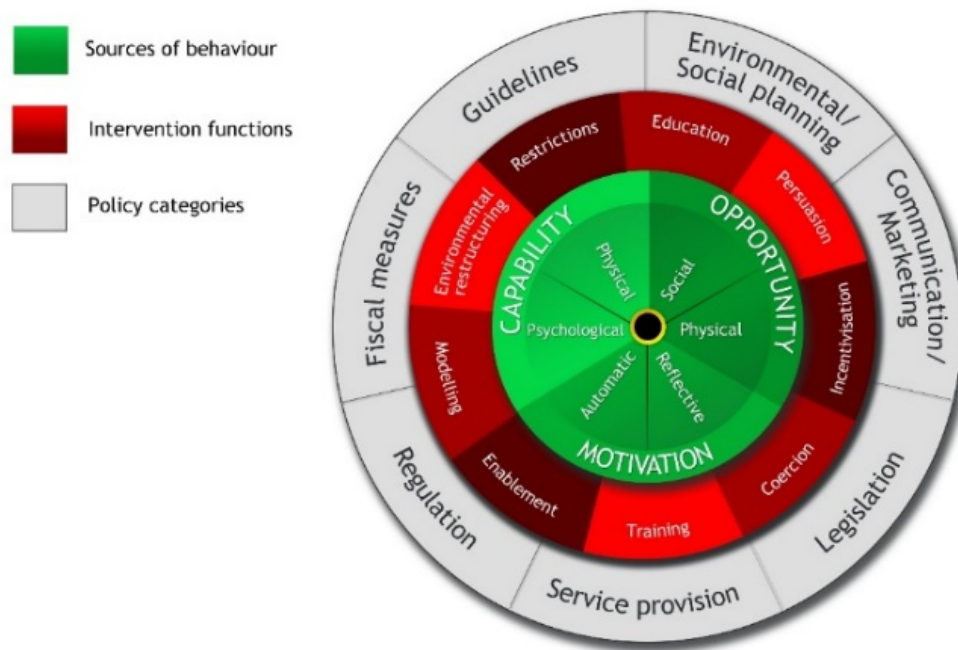 Sources of behaviour
Intervention functions
Policy categories
Guidelines
Environmental/
Social planning
Communication/
Marketing
Legislation
Service provision
Regulation
Fiscal measures
Restrictions
Education
Persuasion
Incentivisation
Coercion
Training
Enablement
Modelling
Environmental
restructuring
CAPABILITY
OPPORTUNITY
MOTIVATION
Physical
Social
Physical
Reflective
Automatic
Psychological